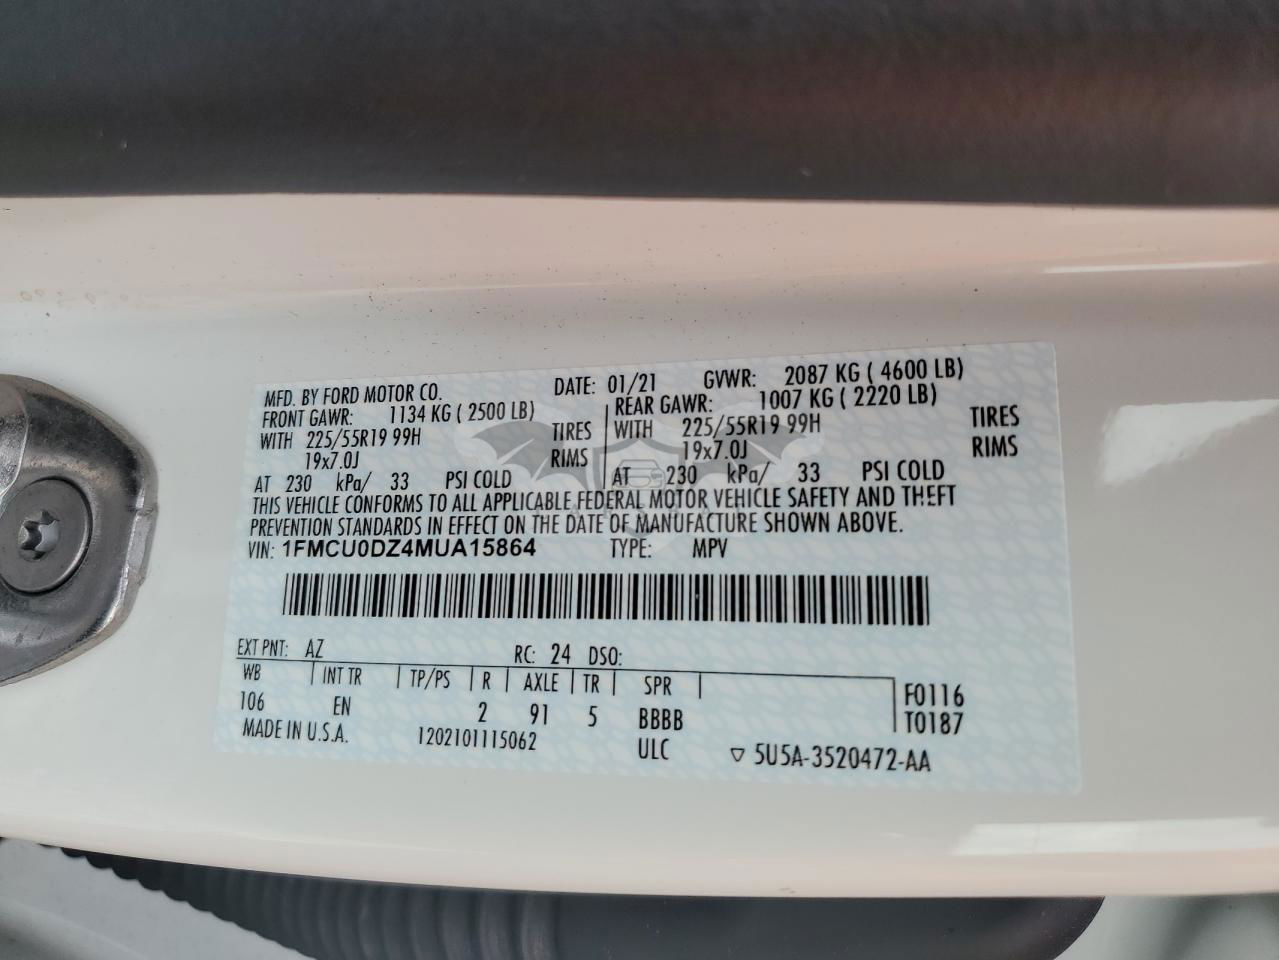 MFD. BY FORD MOTOR CO. DATE: 01/21 GVWR: 2087 KG ( 4600 LB)
FRONT GAWR: 1134 KG ( 2500 LB) REAR GAWR: 1007 KG ( 2220 LB)
WITH 225/55R19 99H TIRES WITH 225/55R19 99H TIRES
19x7.0J RIMS 19x7.0J RIMS
AT 230 kPa/ 33 PSI COLD AT 230 kPa/ 33 PSI COLD
THIS VEHICLE CONFORMS TO ALL APPLICABLE FEDERAL MOTOR VEHICLE SAFETY AND THEFT
PREVENTION STANDARDS IN EFFECT ON THE DATE OF MANUFACTURE SHOWN ABOVE.
VIN: 1FMCU0DZ4MUA15864 TYPE: MPV
EXT PNT: AZ RC: 24 DSO:
WB INT TR TP/PS R AXLE TR SPR F0116
106 EN 2 91 5 BBBB T0187
MADE IN U.S.A. 1202101115062 ULC ▽ 5U5A-3520472-AA